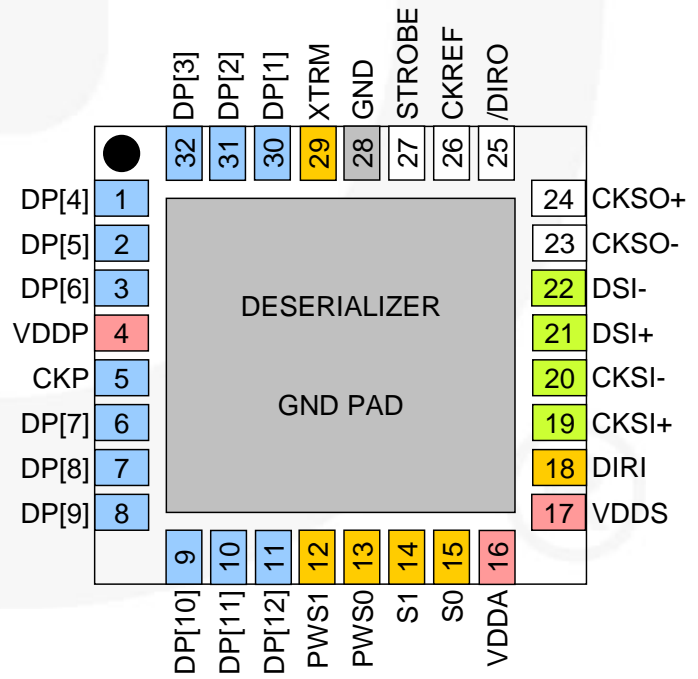 DP[3]
DP[2]
DP[1]
XTRM
GND
STROBE
CKREF
/DIRO
32
31
30
29
28
27
26
25
DP[4] 1
DP[5] 2
DP[6] 3
VDDP 4
CKP 5
DP[7] 6
DP[8] 7
DP[9] 8
DESERIALIZER
GND PAD
24 CKSO+
23 CKSO-
22 DSI-
21 DSI+
20 CKSI-
19 CKSI+
18 DIRI
17 VDDS
9
10
11
12
13
14
15
16
DP[10]
DP[11]
DP[12]
PWS1
PWS0
S1
S0
VDDA